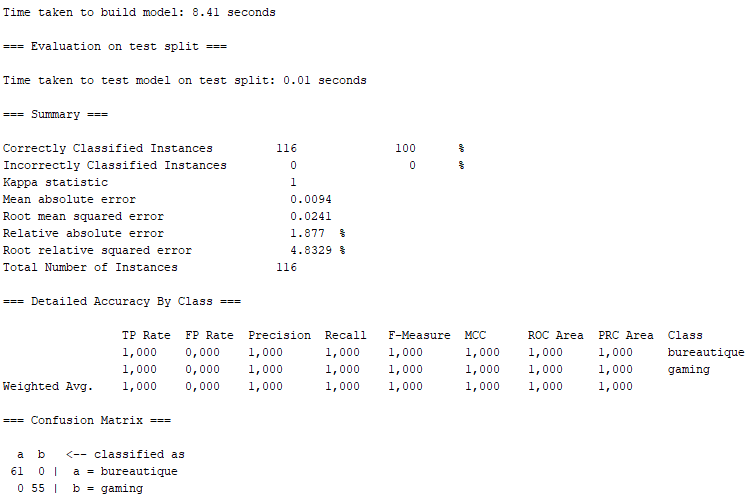 Time taken to build model: 8.41 seconds
=== Evaluation on test split ===
Time taken to test model on test split: 0.01 seconds
=== Summary ===
Correctly Classified Instances 116 100 %
Incorrectly Classified Instances 0 0 %
Kappa statistic 1
Mean absolute error 0.0094
Root mean squared error 0.0241
Relative absolute error 1.877 %
Root relative squared error 4.8329 %
Total Number of Instances 116
=== Detailed Accuracy By Class ===
TP Rate FP Rate Precision Recall F-Measure MCC ROC Area PRC Area Class
1,000 0,000 1,000 1,000 1,000 1,000 1,000 1,000 bureautique
1,000 0,000 1,000 1,000 1,000 1,000 1,000 1,000 gaming
Weighted Avg. 1,000 0,000 1,000 1,000 1,000 1,000 1,000 1,000
=== Confusion Matrix ===
a b <-- classified as
61 0 | a = bureautique
0 55 | b = gaming